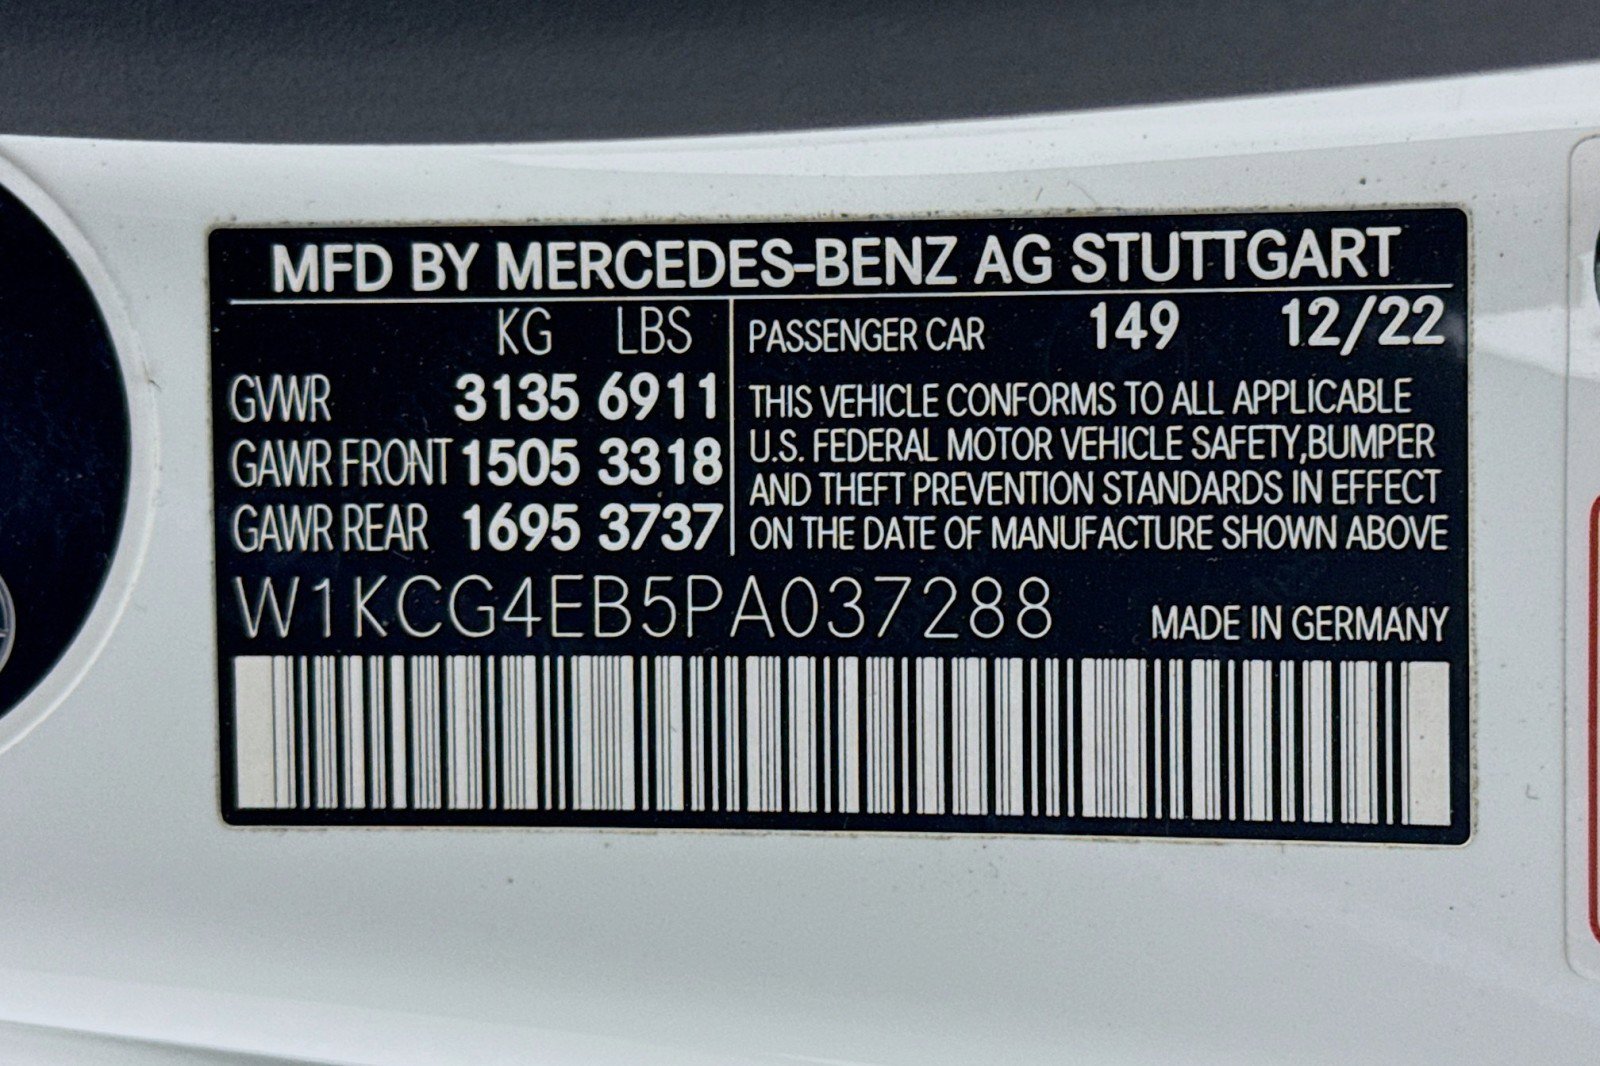 MFD BY MERCEDES-BENZ AG STUTTGART
KG LBS
GVWR 3135 6911
GAWR FRONT 1505 3318
GAWR REAR 1695 3737
PASSENGER CAR 149 12/22
THIS VEHICLE CONFORMS TO ALL APPLICABLE
U.S. FEDERAL MOTOR VEHICLE SAFETY,BUMPER
AND THEFT PREVENTION STANDARDS IN EFFECT
ON THE DATE OF MANUFACTURE SHOWN ABOVE
W1KCG4EB5PA037288
MADE IN GERMANY